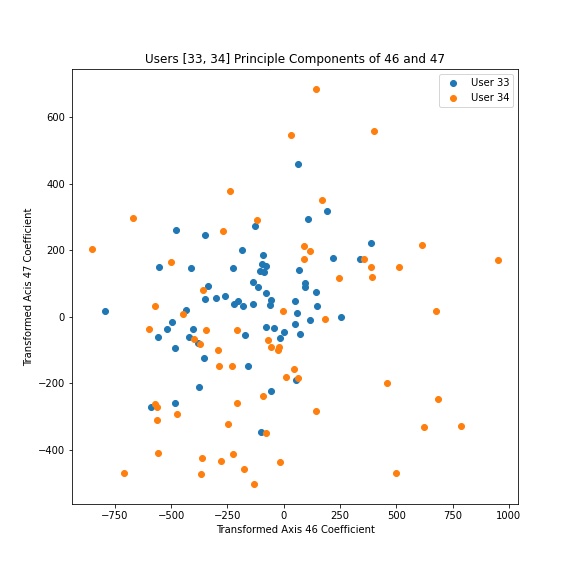 Users [33, 34] Principle Components of 46 and 47
User 33
User 34
Transformed Acis 47 Coefficient
600
400
200
0
−200
−400
−750
−500
−250
0
250
500
750
1000
Transformed Axis 46 Coefficient